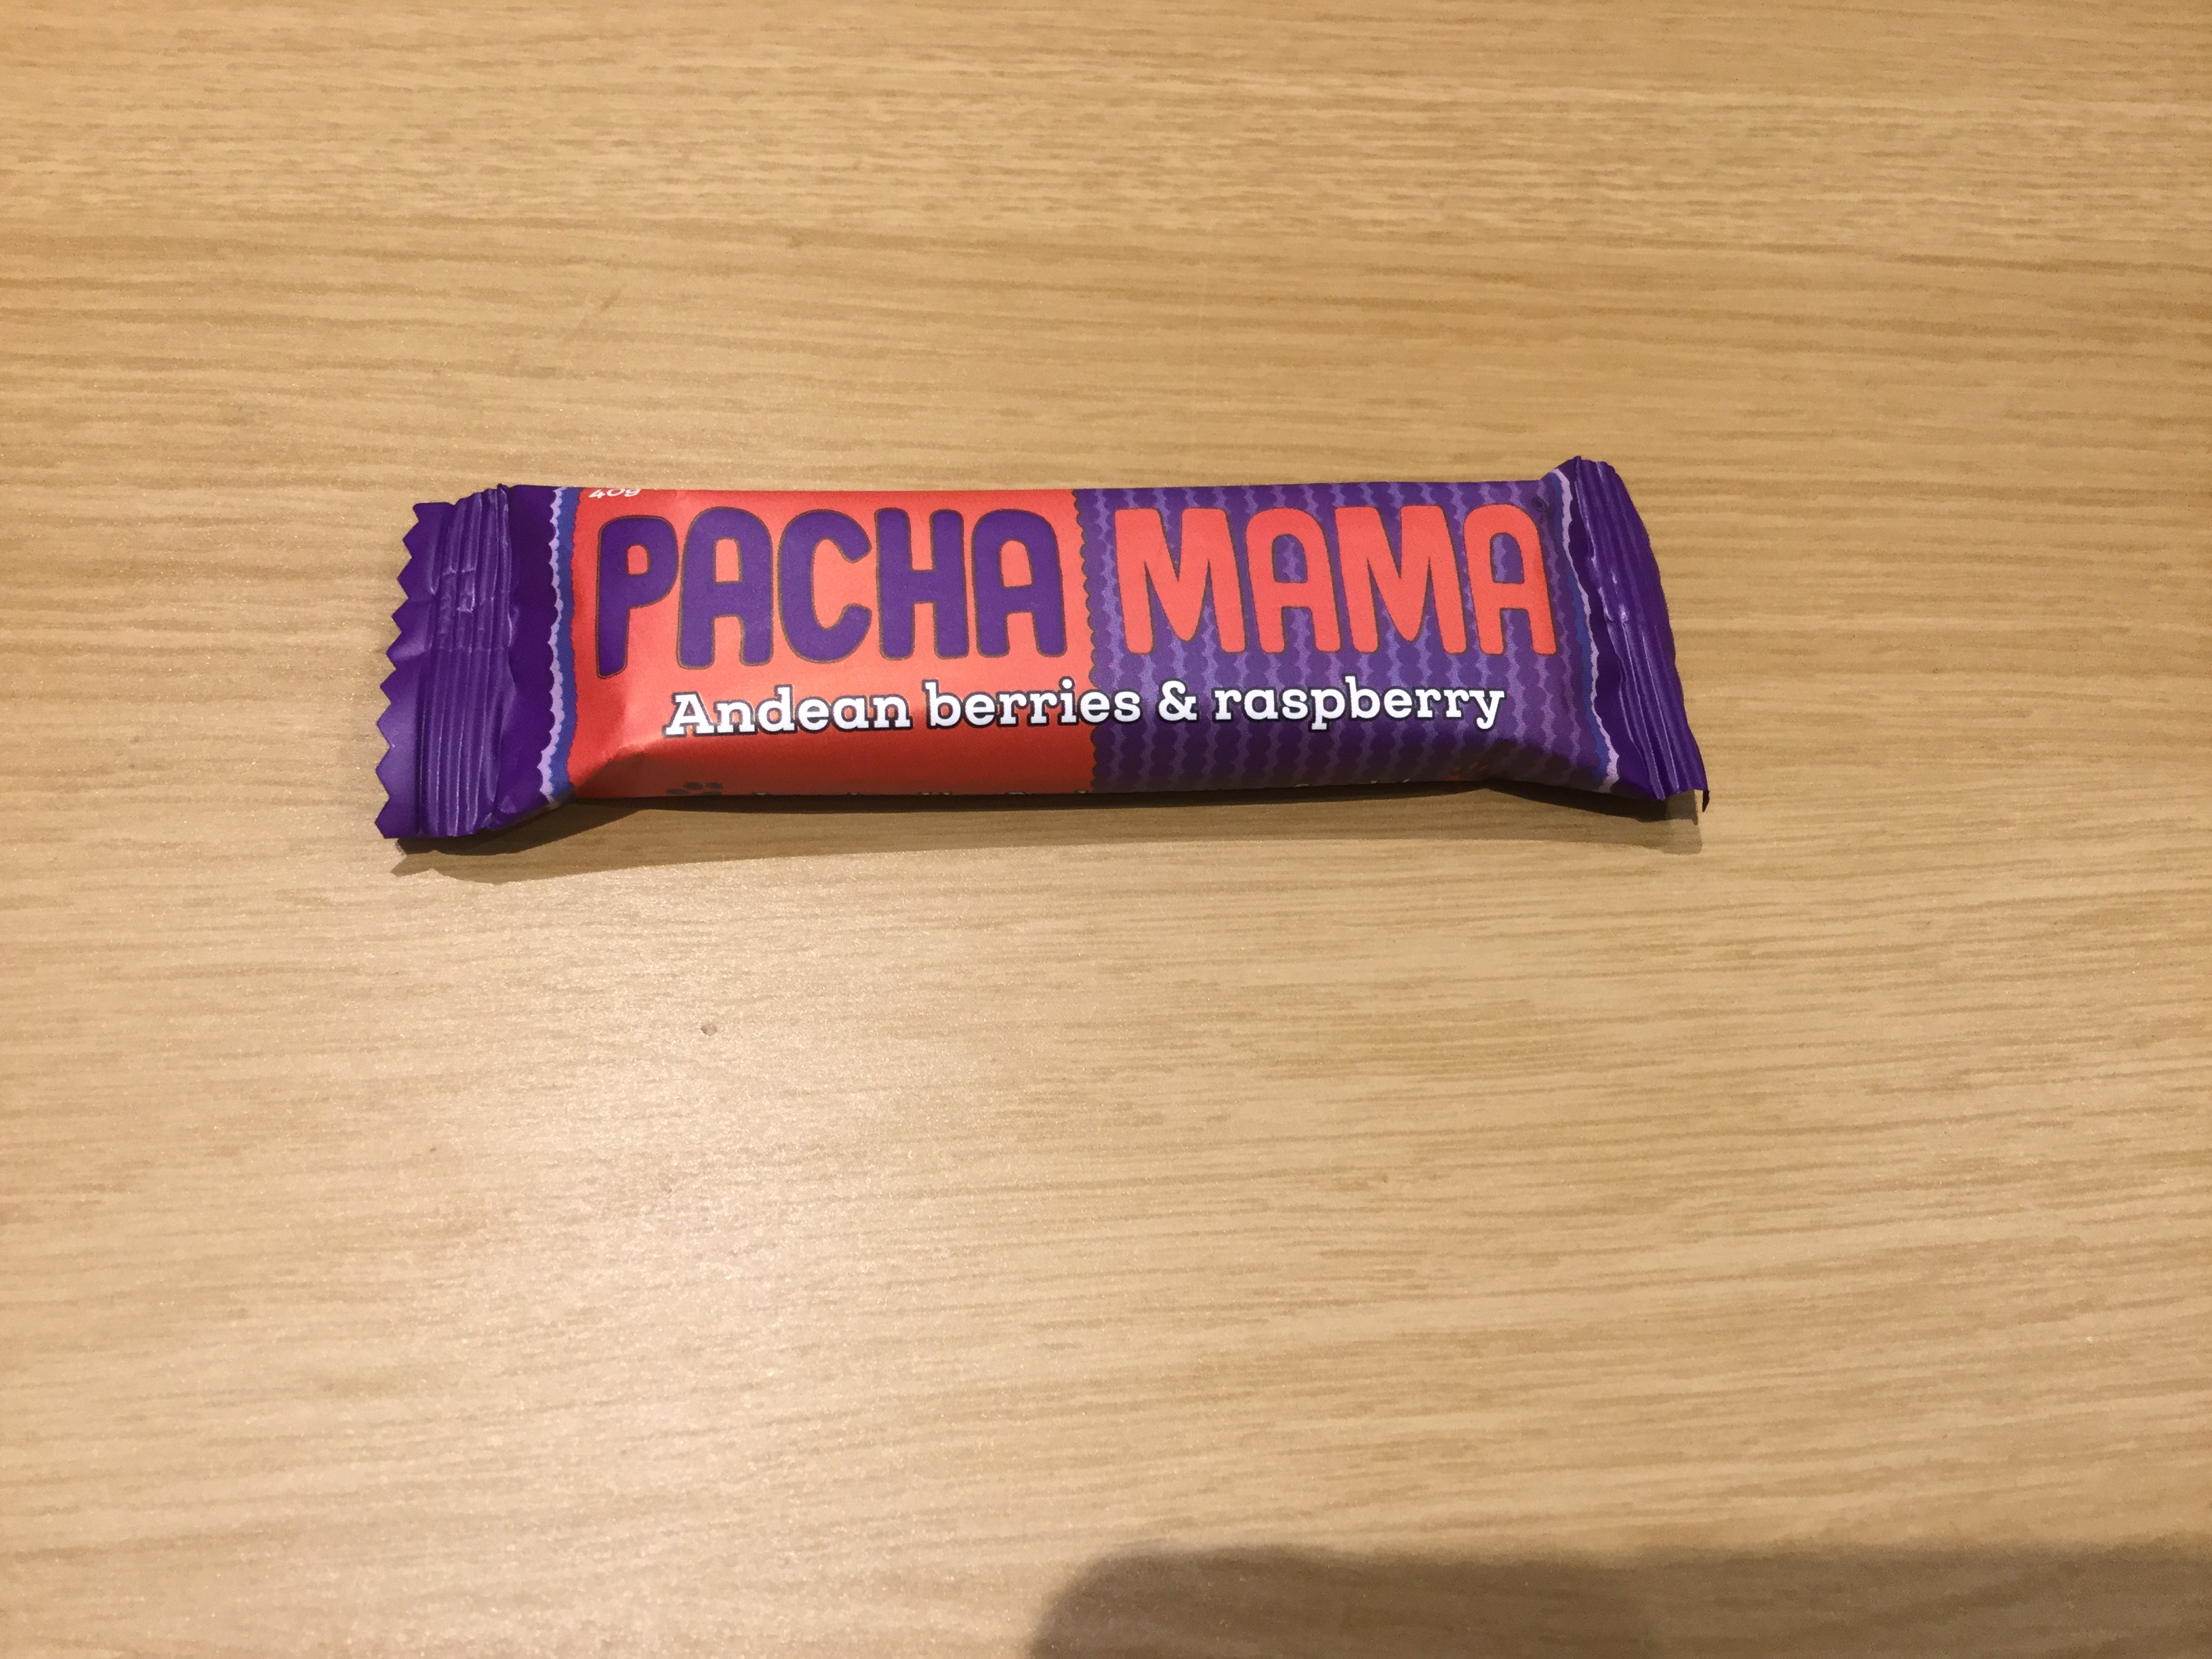 40g
PACHA MAMA
Andean berries & raspberry